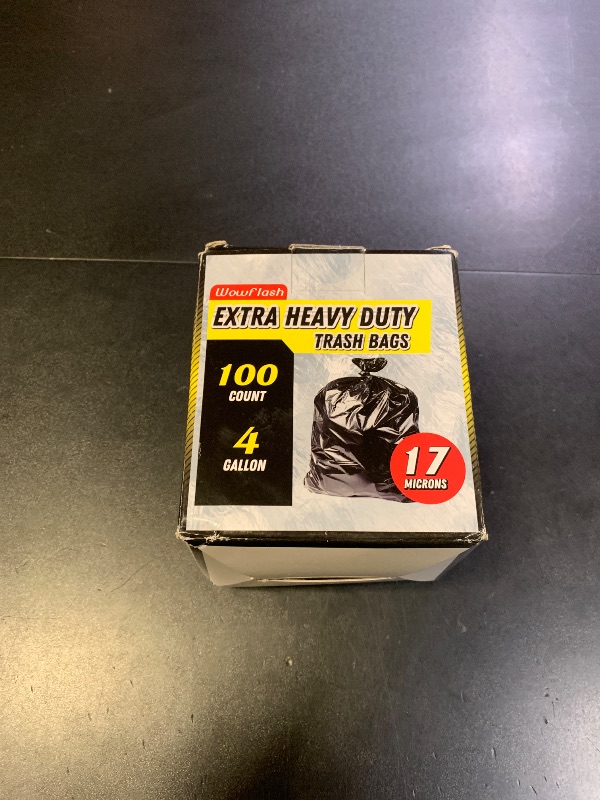 Wowflash
EXTRA HEAVY DUTY
TRASH BAGS
100
COUNT
4
GALLON
17
MICRONS